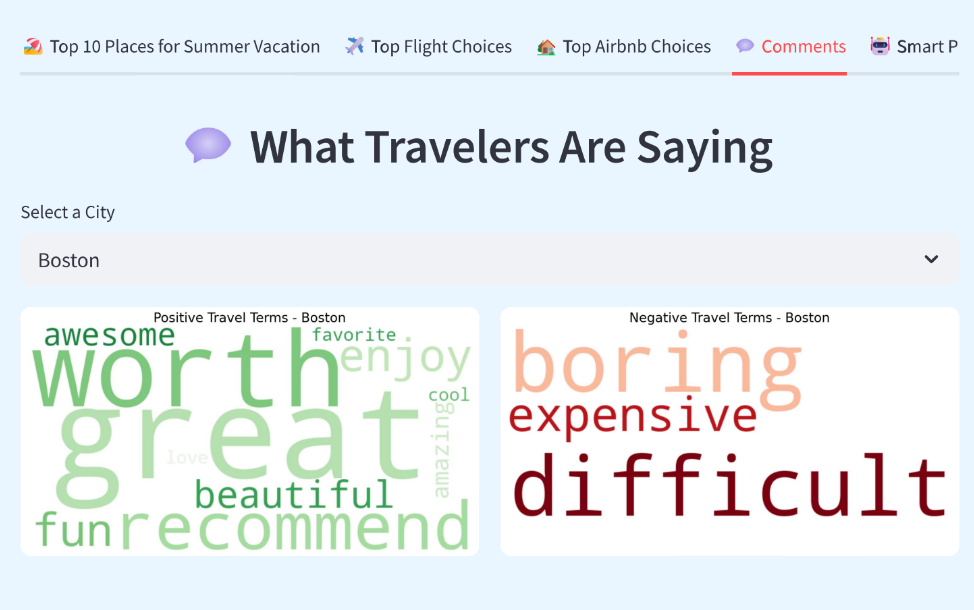 Top 10 Places for Summer Vacation Top Flight Choices Top Airbnb Choices Comments Smart P
What Travelers Are Saying
Select a City
Boston
Positive Travel Terms - Boston
awesome
favorite
worth
enjoy
cool
great
amazing
love
beautiful
fun
recommend
Negative Travel Terms - Boston
boring
expensive
difficult